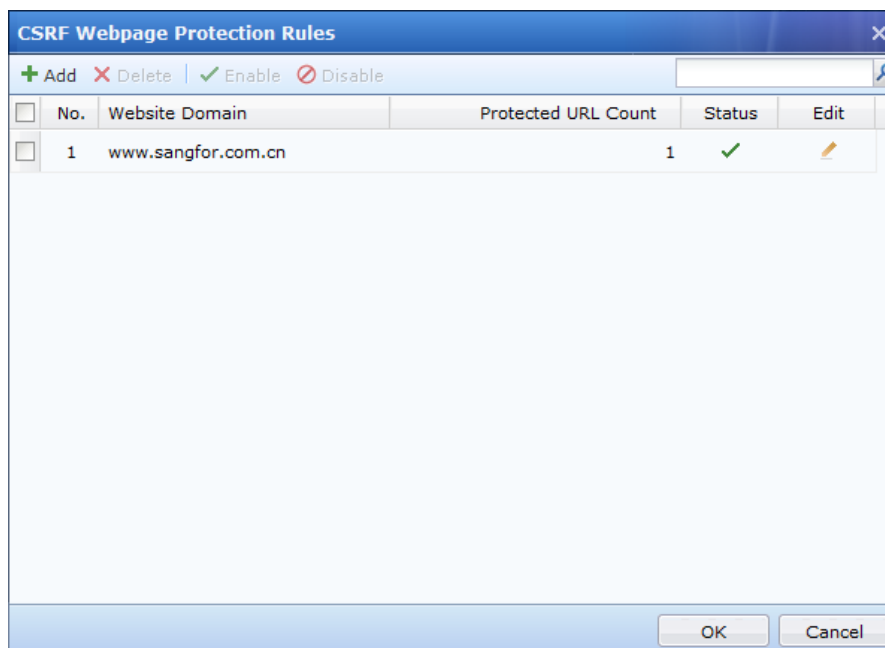 CSRF Webpage Protection Rules
Add Delete Enable Disable
No. Website Domain Protected URL Count Status Edit
1 www.sangfor.com.cn 1
OK Cancel